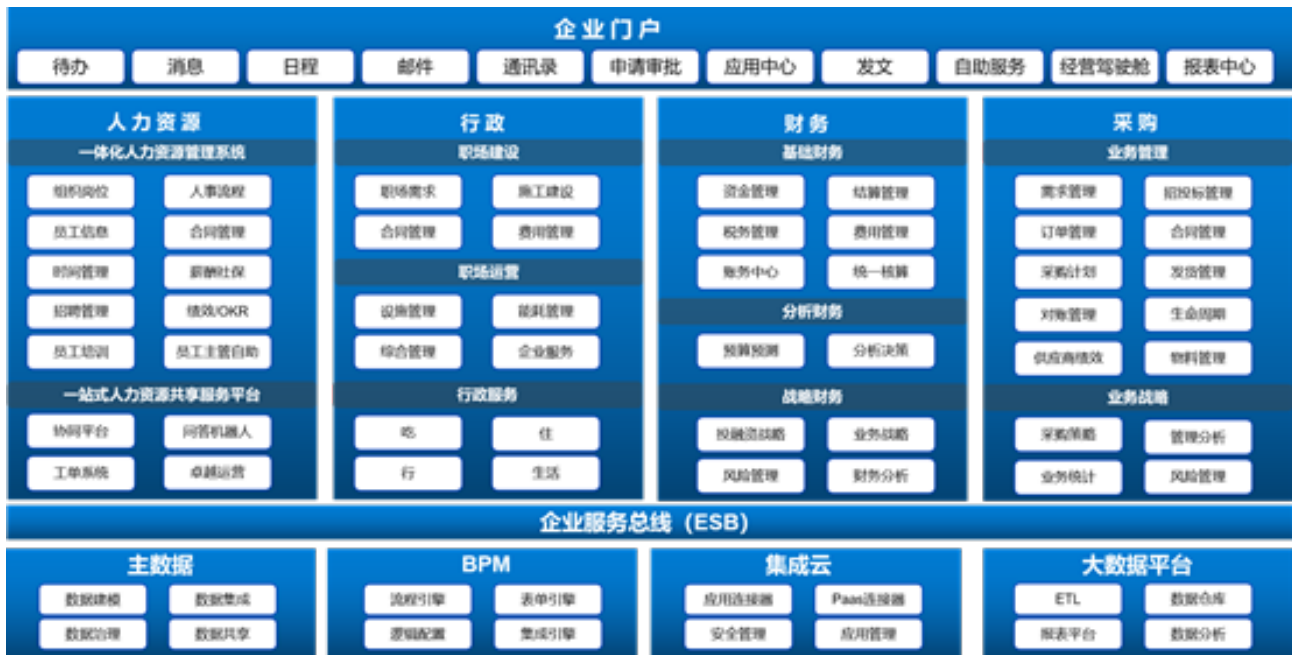 企业门户
待办 消息 日程 邮件 通讯录 申请审批 应用中心 发文 自助服务 经营驾驶舱 报表中心
人力资源
一体化人力资源管理系统
组织岗位 人事流程
员工信息 合同管理
时间管理 薪酬社保
招聘管理 绩效/OKR
员工培训 员工主管自助
一站式人力资源共享服务平台
协同平台 问答机器人
工单系统 卓越运营
行政
职场建设
职场需求 施工建设
合同管理 费用管理
职场运营
设施管理 能耗管理
综合管理 企业服务
行政服务
吃 住
行 生活
财务
基础财务
资金管理 结算管理
税务管理 费用管理
账务中心 统一核算
分析财务
预算预测 分析决策
战略财务
投融资战略 业务战略
风险管理 财务分析
采购
业务管理
需求管理 招投标管理
订单管理 合同管理
采购计划 发货管理
对账管理 生命周期
供应商绩效 物料管理
业务战略
采购策略 管理分析
业务统计 风险管理
企业服务总线（ESB）
主数据
数据建模 数据集成
数据治理 数据共享
BPM
流程引擎 表单引擎
逻辑配置 集成引擎
集成云
应用连接器 Paas连接器
安全管理 应用管理
大数据平台
ETL 数据仓库
报表平台 数据分析